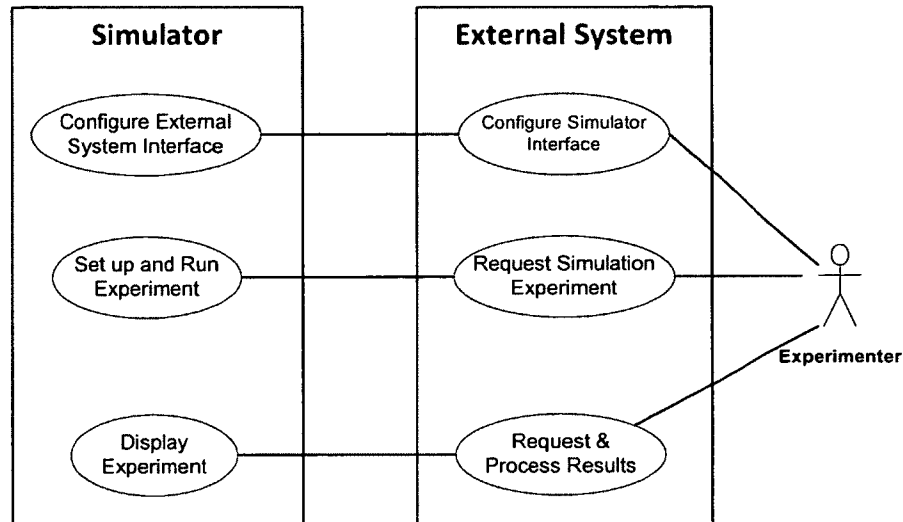 Simulator
External System
Configure External
System Interface
Configure Simulator
Interface
Set up and Run
Experiment
Request Simulation
Experiment
Experimenter
Display
Experiment
Request &
Process Results